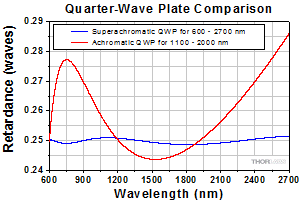 Quarter-Wave Plate Comparison
Superachromatic QWP for 600 - 2700 nm
Achromatic QWP for 1100 - 2000 nm
Retardance (waves)
0.29
0.28
0.27
0.26
0.25
0.24
600 900 1200 1500 1800 2100 2400 2700
THORLABS
Wavelength (nm)